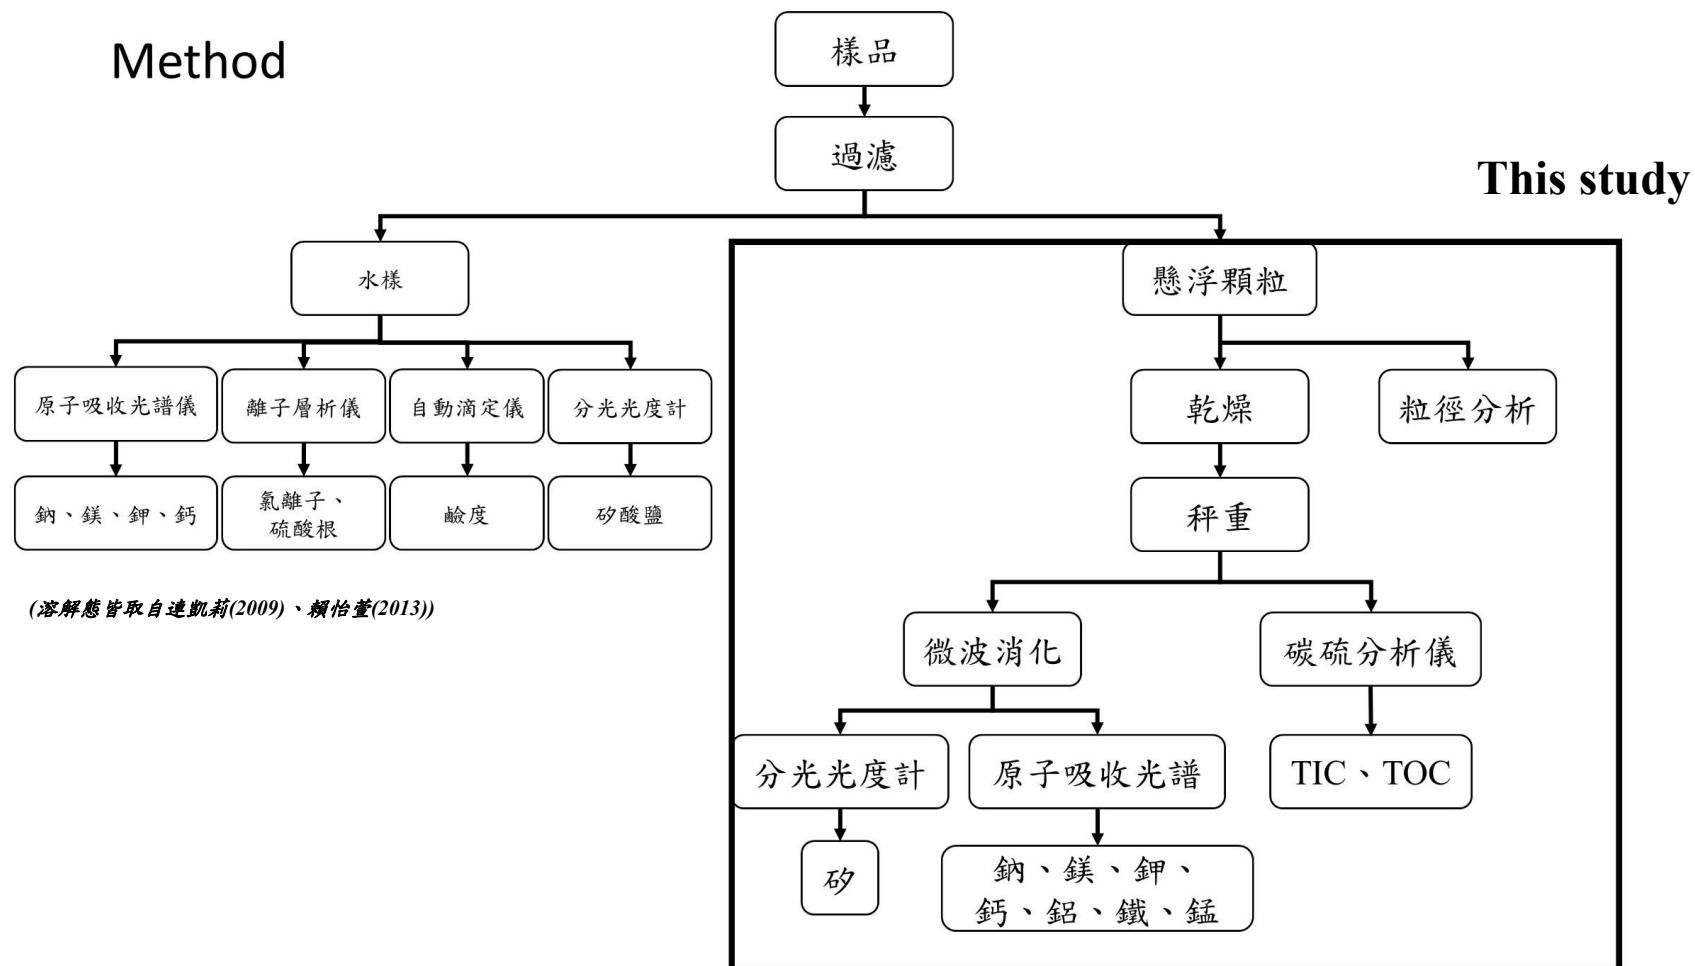 Method
樣品
過濾
This study
水樣
懸浮顆粒
原子吸收光譜儀
離子層析儀
自動滴定儀
分光光度計
乾燥
粒徑分析
鈉、鎂、鉀、鈣
氯離子、
硫酸根
鹼度
矽酸鹽
秤重
(溶解態皆取自連凱莉(2009)、賴怡萱(2013))
微波消化
碳硫分析儀
分光光度計
原子吸收光譜
TIC、TOC
矽
鈉、鎂、鉀、
鈣、鋁、鐵、錳